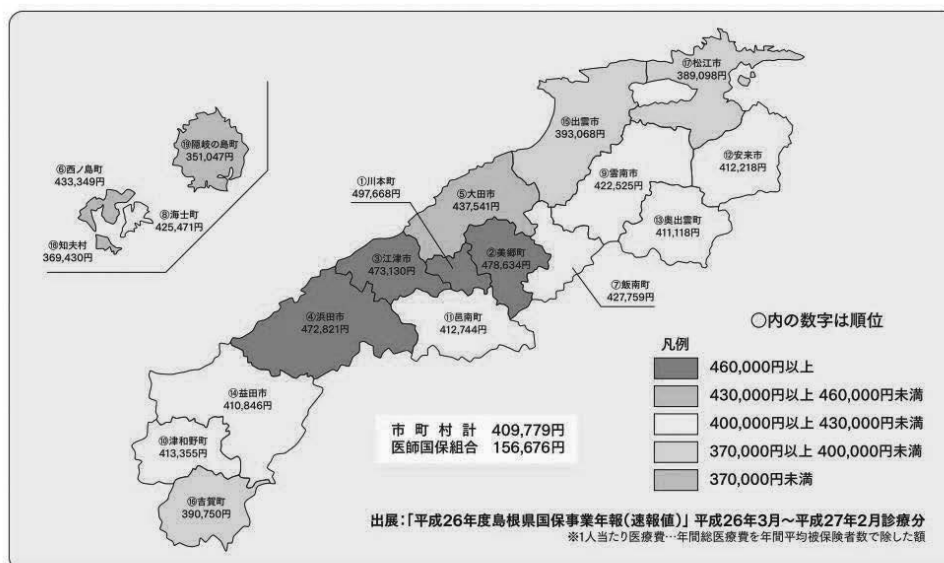 ⑰松江市
389,098円
⑮出雲市
393,068円
⑲隠岐の島町
351,047円
⑥西ノ島町
433,349円
⑫安来市
412,218円
⑨雲南市
422,525円
①川本町
497,668円
⑤大田市
437,541円
⑧海士町
425,471円
⑬奥出雲町
411,118円
⑱知夫村
369,430円
②美郷町
478,634円
③江津市
473,130円
⑦飯南町
427,759円
④浜田市
472,821円
⑪邑南町
412,744円
○内の数字は順位
凡例
460,000円以上
430,000円以上 460,000円未満
400,000円以上 430,000円未満
370,000円以上 400,000円未満
370,000円未満
⑭益田市
410,846円
市町村計 409,779円
医師国保組合 156,676円
⑩津和野町
413,355円
⑯吉賀町
390,750円
出展:「平成26年度島根県国保事業年報(速報値)」平成26年3月~平成27年2月診療分
※1人当たり医療費…年間総医療費を年間平均被保険者数で除した額